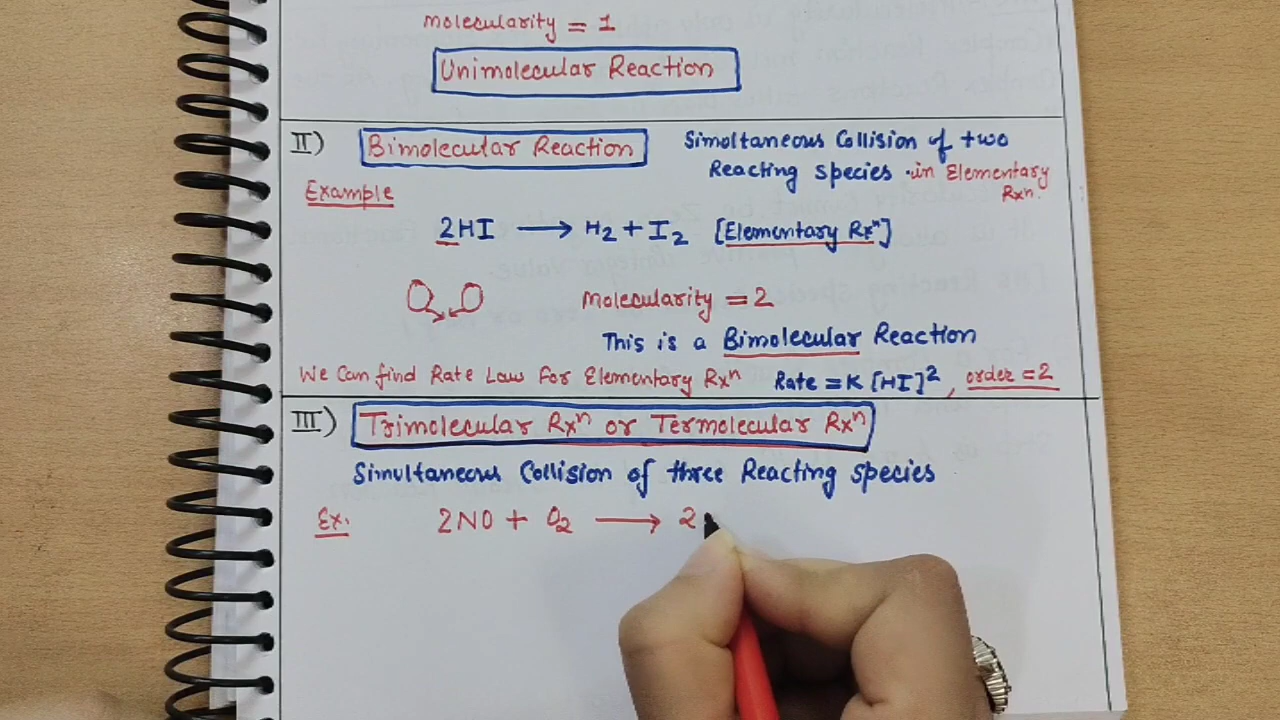 Molecularity = 1
Unimolecular Reaction
II) Bimolecular Reaction Simultaneous Collision of two
Reacting species in Elementary
Rxⁿ.
Example
2HI ⟶ H₂ + I₂ [Elementary Rxⁿ]
Molecularity = 2
This is a Bimolecular Reaction
We Can find Rate Law For Elementary Rxⁿ Rate = K [HI]², order = 2
III) Trimolecular Rxⁿ or Termolecular Rxⁿ
Simultaneous Collision of three Reacting species
Ex. 2NO + O₂ ⟶ 2